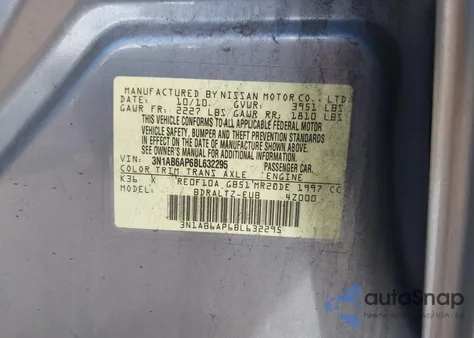 MANUFACTURED BY NISSAN MOTOR CO., LTD.
DATE: 10/10. GVWR: 3951 LBS
GAWR FR: 2227 LBS GAWR RR: 1810 LBS
THIS VEHICLE CONFORMS TO ALL APPLICABLE FEDERAL MOTOR
VEHICLE SAFETY, BUMPER AND THEFT PREVENTION STANDARDS
IN EFFECT ON THE DATE OF MANUFACTURE SHOWN ABOVE.
SEE OWNER'S MANUAL FOR ADDITIONAL INFORMATION.
VIN: 3N1AB6AP6BL632295 PASSENGER CAR.
COLOR TRIM TRANS AXLE ENGINE
K36 X RE0F10A GB51 MR20DE 1997 CC
MODEL: BDRALTZ-EUB 4Z000
3N1AB6AP6BL632295
autoSnap